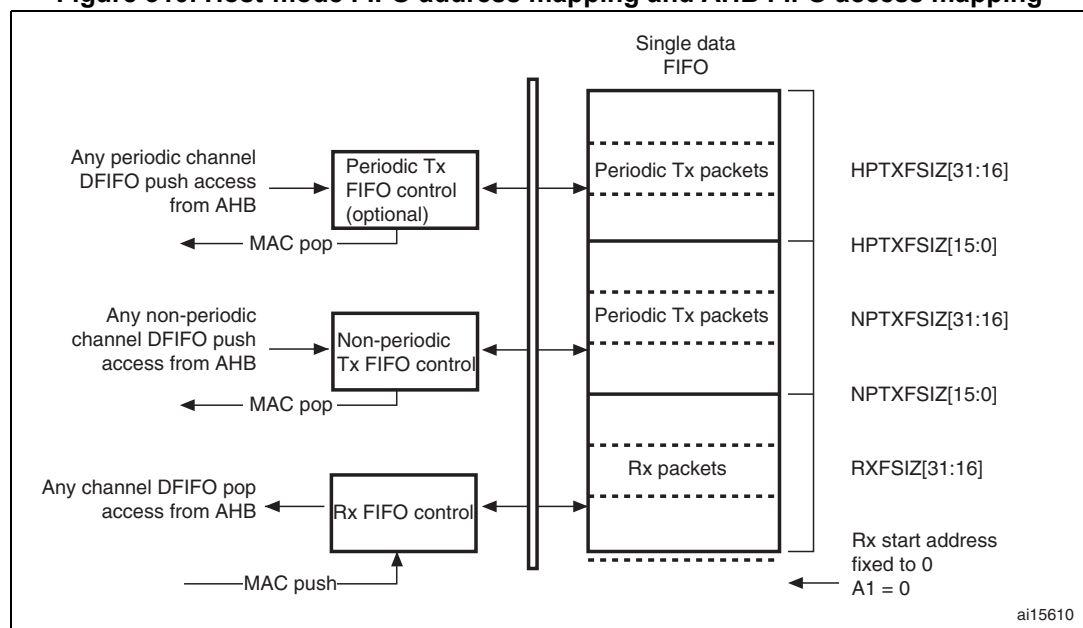 Figure 310. Host-mode FIFO address mapping and AHB FIFO access mapping
Single data
FIFO
Any periodic channel
DFIFO push access
from AHB
Periodic Tx
FIFO control
(optional)
MAC pop
Periodic Tx packets
HPTXFSIZ[31:16]
HPTXFSIZ[15:0]
Any non-periodic
channel DFIFO push
access from AHB
Non-periodic
Tx FIFO control
MAC pop
Periodic Tx packets
NPTXFSIZ[31:16]
NPTXFSIZ[15:0]
Any channel DFIFO pop
access from AHB
Rx FIFO control
MAC push
Rx packets
RXFSIZ[31:16]
Rx start address
fixed to 0
A1 = 0
ai15610